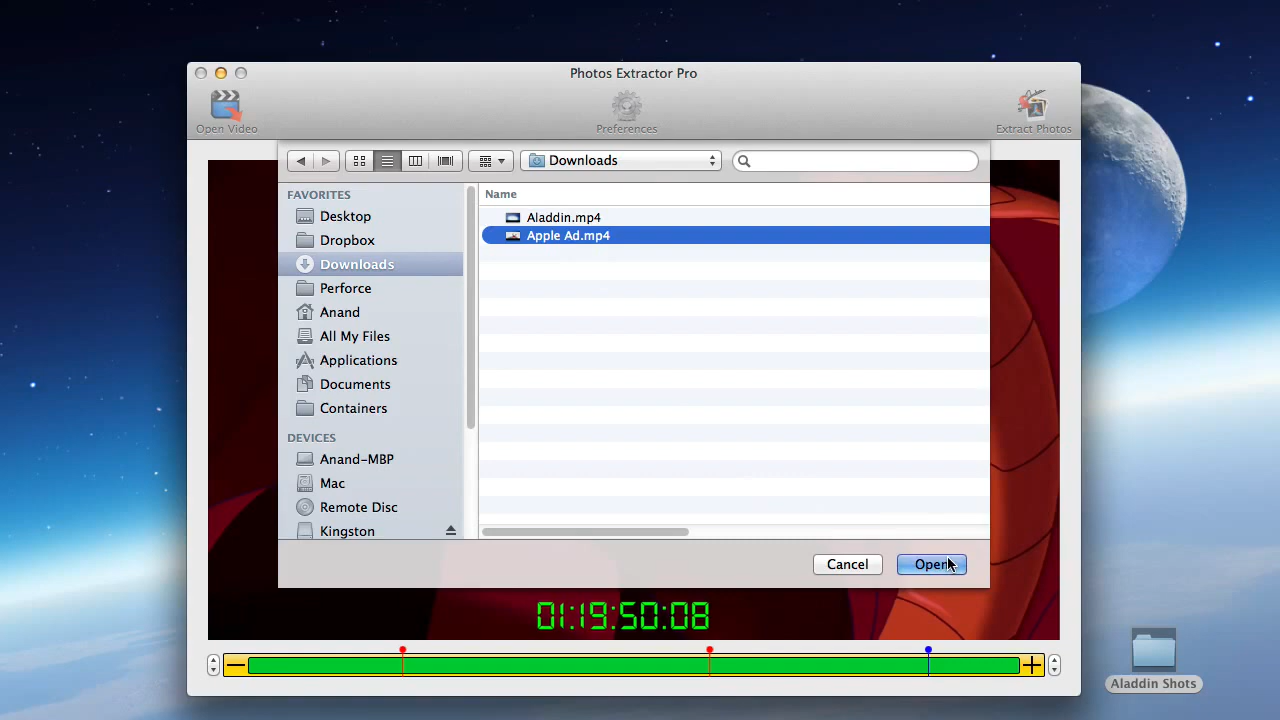 Photos Extractor Pro
Open Video
Preferences
Extract Photos
Downloads
FAVORITES
Desktop
Dropbox
Downloads
Perforce
Anand
All My Files
Applications
Documents
Containers
DEVICES
Anand-MBP
Mac
Remote Disc
Kingston
Name
Aladdin.mp4
Apple Ad.mp4
Cancel
Open
01:19:50:08
Aladdin Shots